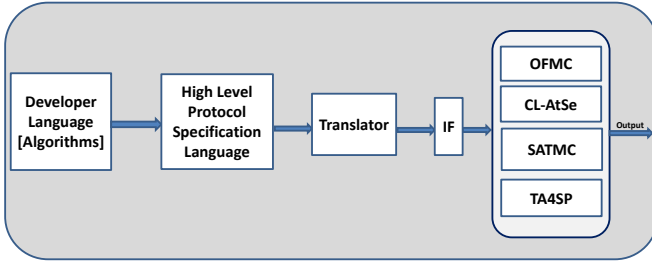 Developer
Language
[Algorithms]
High Level
Protocol
Specification
Language
Translator
IF
OFMC
CL-AtSe
SATMC
TA4SP
Output